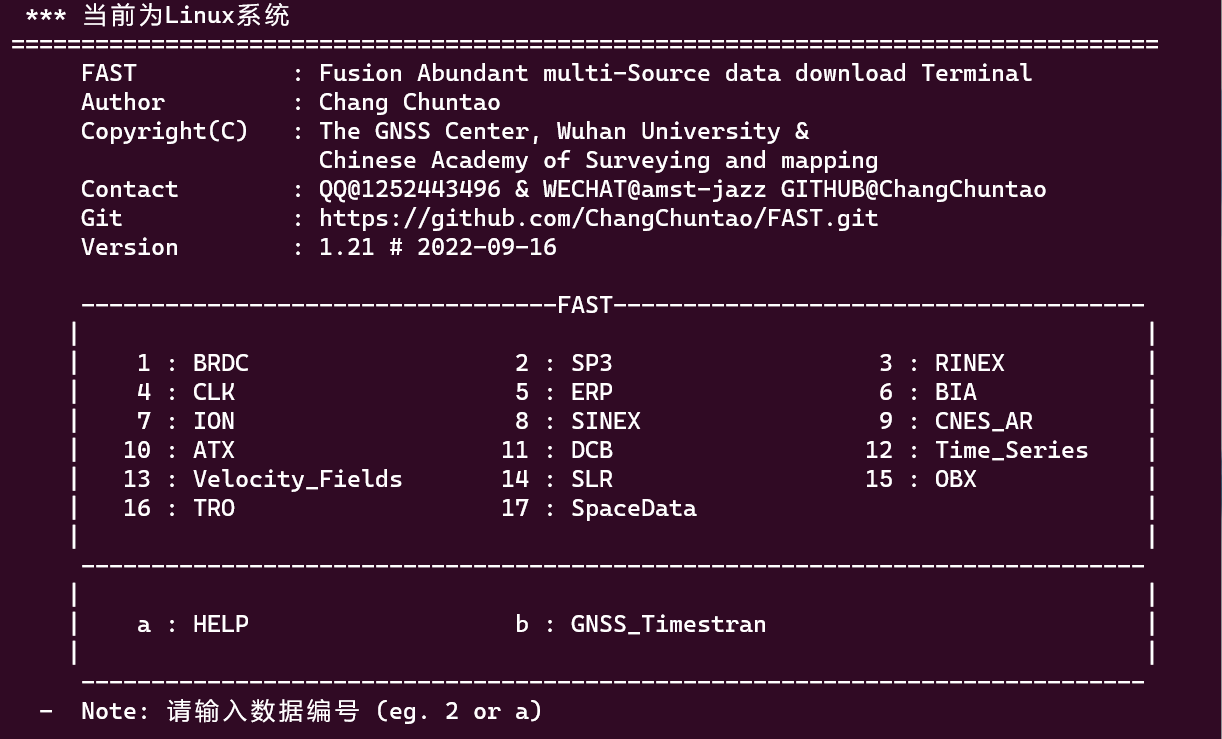 *** 当前为Linux系统
==================================================================================
FAST : Fusion Abundant multi-Source data download Terminal
Author : Chang Chuntao
Copyright(C) : The GNSS Center, Wuhan University &
Chinese Academy of Surveying and mapping
Contact : QQ@1252443496 & WECHAT@amst-jazz GITHUB@ChangChuntao
Git : https://github.com/ChangChuntao/FAST.git
Version : 1.21 # 2022-09-16
----------------------------------FAST--------------------------------------
| |
| 1 : BRDC 2 : SP3 3 : RINEX |
| 4 : CLK 5 : ERP 6 : BIA |
| 7 : ION 8 : SINEX 9 : CNES_AR |
| 10 : ATX 11 : DCB 12 : Time_Series |
| 13 : Velocity_Fields 14 : SLR 15 : OBX |
| 16 : TRO 17 : SpaceData |
| |
----------------------------------------------------------------------------
| |
| a : HELP b : GNSS_Timestran |
| |
----------------------------------------------------------------------------
- Note: 请输入数据编号 (eg. 2 or a)